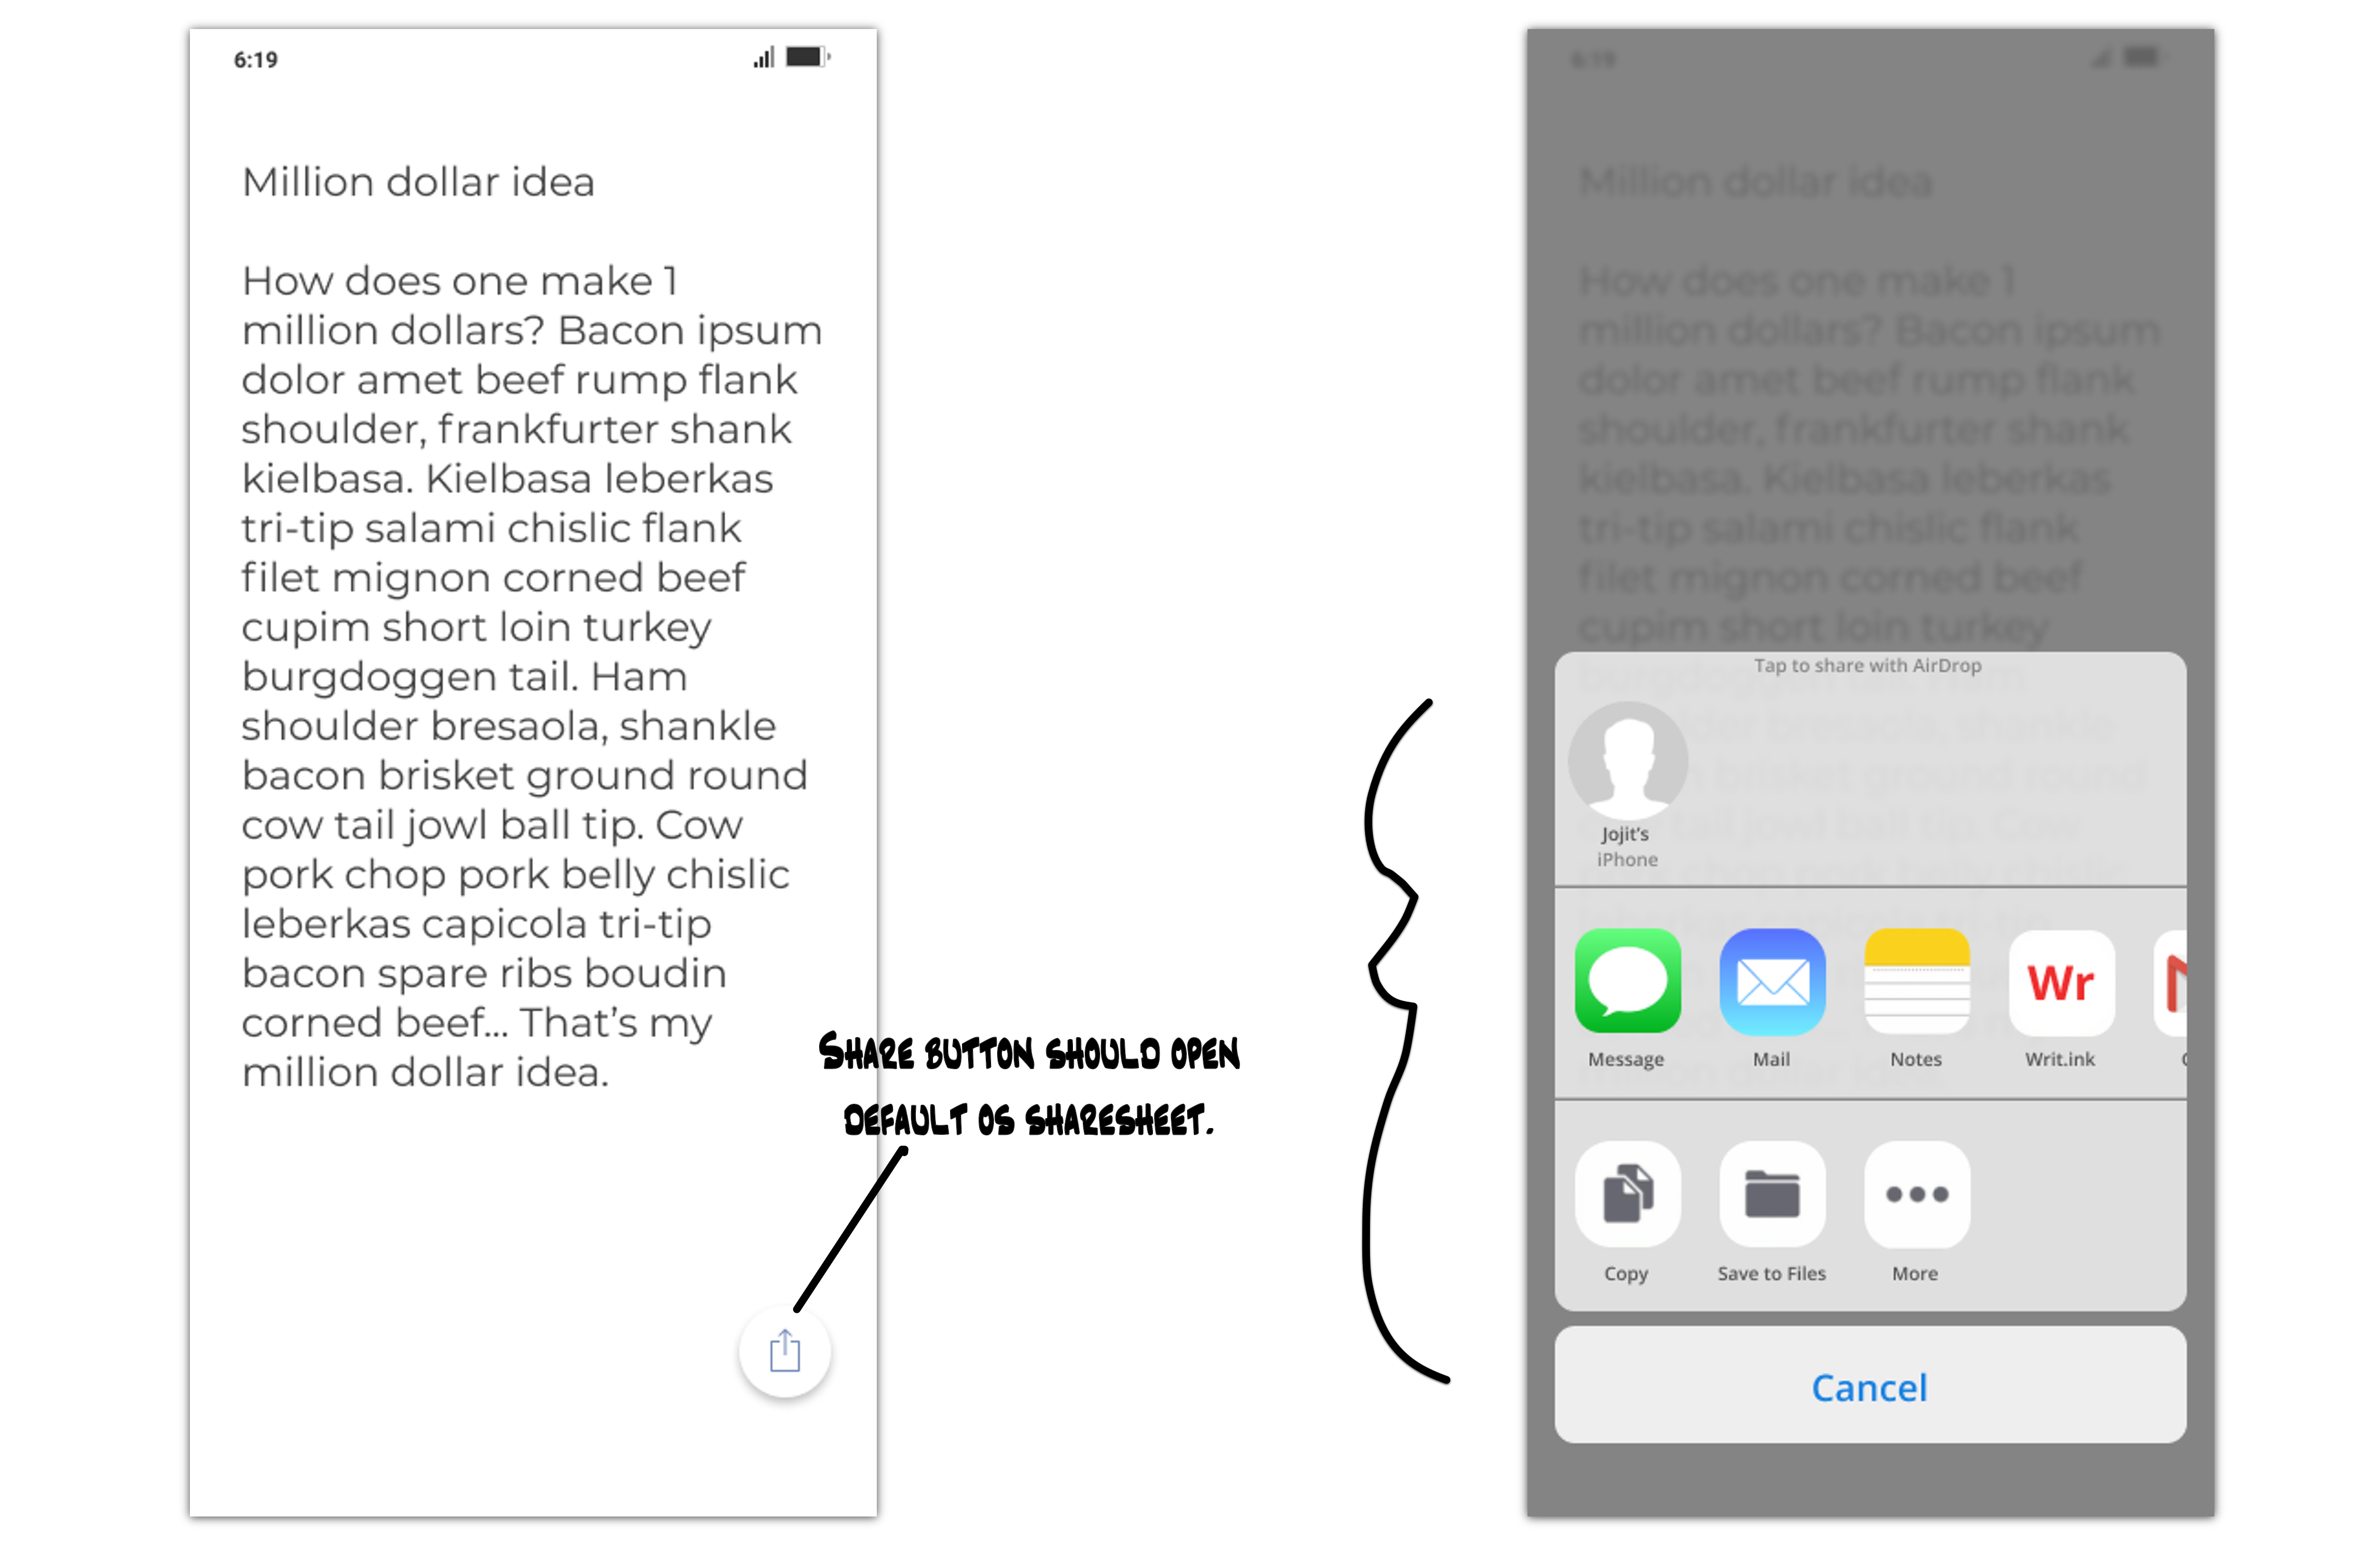 6:19
Million dollar idea
How does one make 1
million dollars? Bacon ipsum
dolor amet beef rump flank
shoulder, frankfurter shank
kielbasa. Kielbasa leberkas
tri-tip salami chislic flank
filet mignon corned beef
cupim short loin turkey
burgdoggen tail. Ham
shoulder bresaola, shankle
bacon brisket ground round
cow tail jowl ball tip. Cow
pork chop pork belly chislic
leberkas capicola tri-tip
bacon spare ribs boudin
corned beef... That's my
million dollar idea.
Share button should open
default os sharesheet.
6:19
Million dollar idea
How does one make 1
million dollars? Bacon ipsum
dolor amet beef rump flank
shoulder, frankfurter shank
kielbasa. Kielbasa leberkas
tri-tip salami chislic flank
filet mignon corned beef
cupim short loin turkey
Tap to share with AirDrop
Jojit's
iPhone
Wr
Message Mail Notes Writ.ink
Copy Save to Files More
Cancel